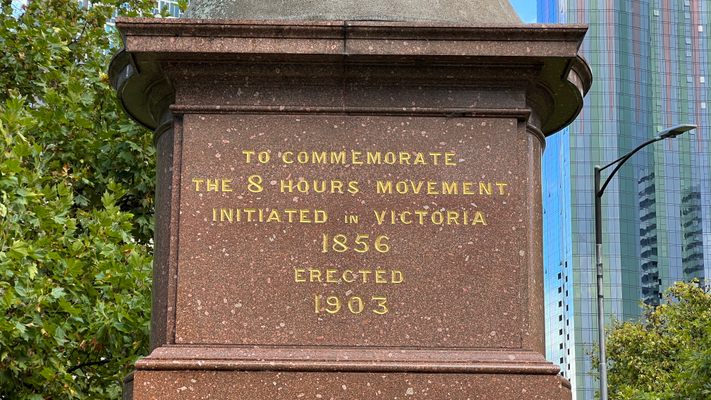 TO COMMEMORATE
THE 8 HOURS MOVEMENT
INITIATED IN VICTORIA
1856
ERECTED
1903